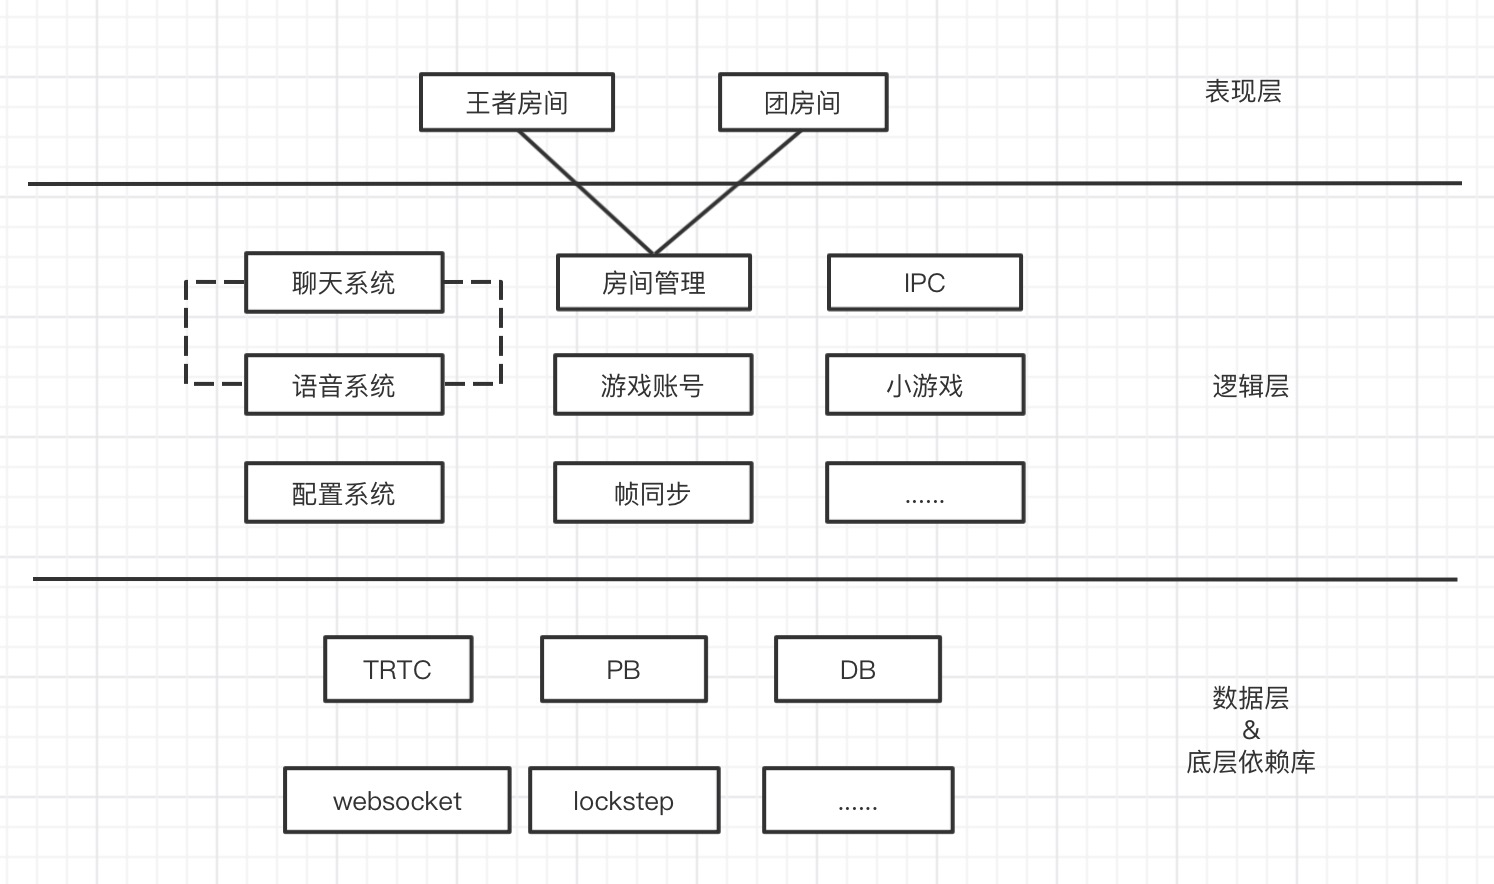 王者房间
团房间
表现层
聊天系统
房间管理
IPC
语音系统
游戏账号
小游戏
逻辑层
配置系统
帧同步
......
TRTC
PB
DB
数据层
&
底层依赖库
websocket
lockstep
......